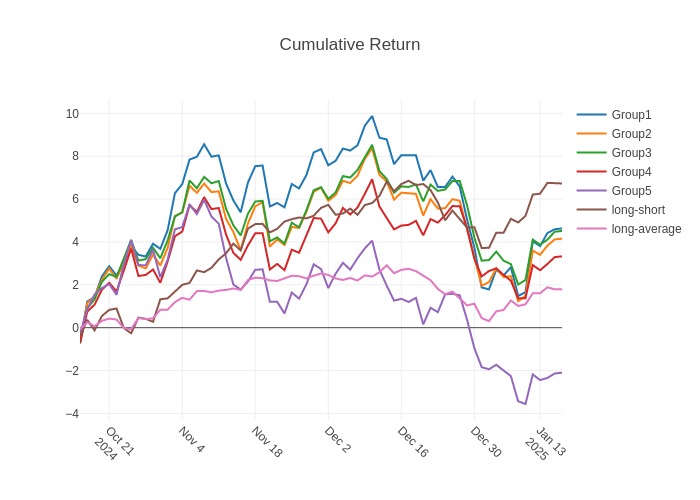 Cumulative Return
10
8
6
4
2
0
−2
−4
Oct 21
2024
Nov 4
Nov 18
Dec 2
Dec 16
Dec 30
Jan 13
2025
Group1
Group2
Group3
Group4
Group5
long-short
long-average